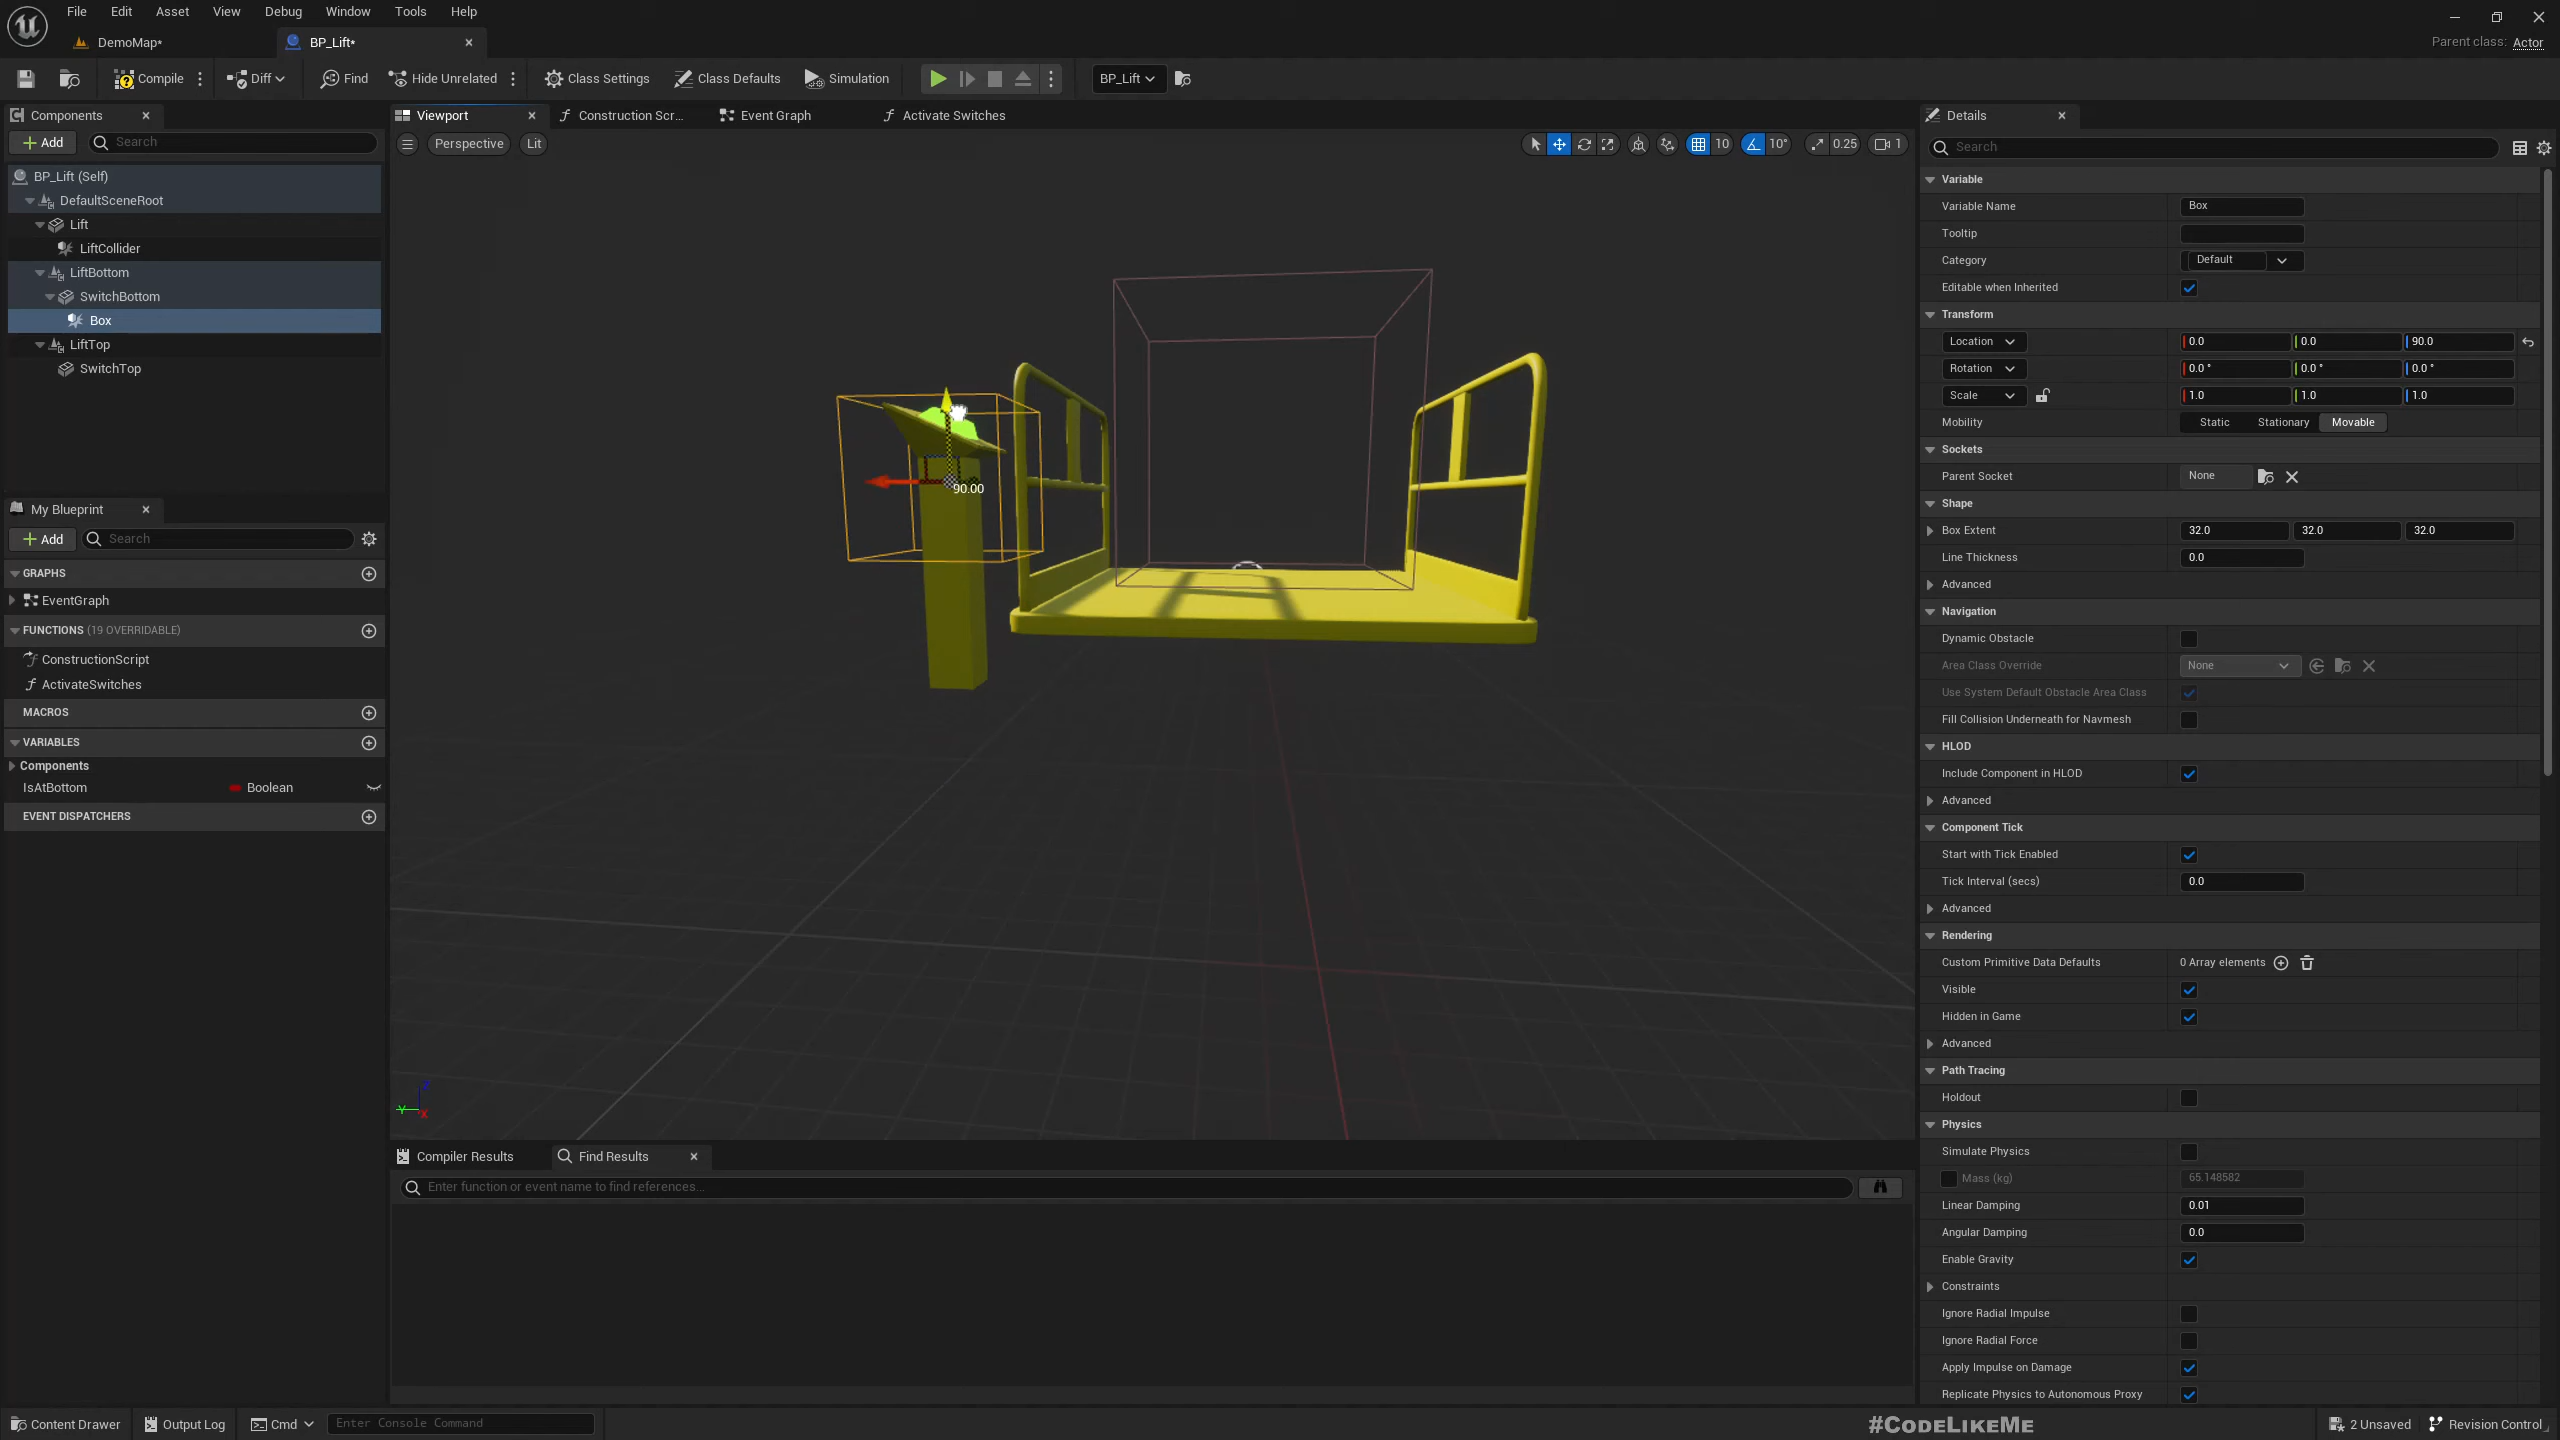 File Edit Asset View Debug Window Tools Help
DemoMap*
BP_Lift*
Parent class: Actor
Compile
Diff
Find
Hide Unrelated
Class Settings
Class Defaults
Simulation
BP_Lift
Components
Add
Search
BP_Lift (Self)
DefaultSceneRoot
Lift
LiftCollider
LiftBottom
SwitchBottom
Box
LiftTop
SwitchTop
My Blueprint
Add
Search
GRAPHS
EventGraph
FUNCTIONS (19 OVERRIDABLE)
ConstructionScript
ActivateSwitches
MACROS
VARIABLES
Components
IsAtBottom Boolean
EVENT DISPATCHERS
Viewport
Construction Scr...
Event Graph
Activate Switches
Perspective
Lit
10
10°
0.25
1
90.00
Z
Y
X
Compiler Results
Find Results
Enter function or event name to find references...
Details
Search
Variable
Variable Name Box
Tooltip
Category Default
Editable when Inherited
Transform
Location 0.0 0.0 90.0
Rotation 0.0 ° 0.0 ° 0.0 °
Scale 1.0 1.0 1.0
Mobility Static Stationary Movable
Sockets
Parent Socket None
Shape
Box Extent 32.0 32.0 32.0
Line Thickness 0.0
Advanced
Navigation
Dynamic Obstacle
Area Class Override None
Use System Default Obstacle Area Class
Fill Collision Underneath for Navmesh
HLOD
Include Component in HLOD
Advanced
Component Tick
Start with Tick Enabled
Tick Interval (secs) 0.0
Advanced
Rendering
Custom Primitive Data Defaults 0 Array elements
Visible
Hidden in Game
Advanced
Path Tracing
Holdout
Physics
Simulate Physics
Mass (kg) 65.148582
Linear Damping 0.01
Angular Damping 0.0
Enable Gravity
Constraints
Ignore Radial Impulse
Ignore Radial Force
Apply Impulse on Damage
Replicate Physics to Autonomous Proxy
Content Drawer
Output Log
Cmd
Enter Console Command
#CodeLikeMe
2 Unsaved
Revision Control